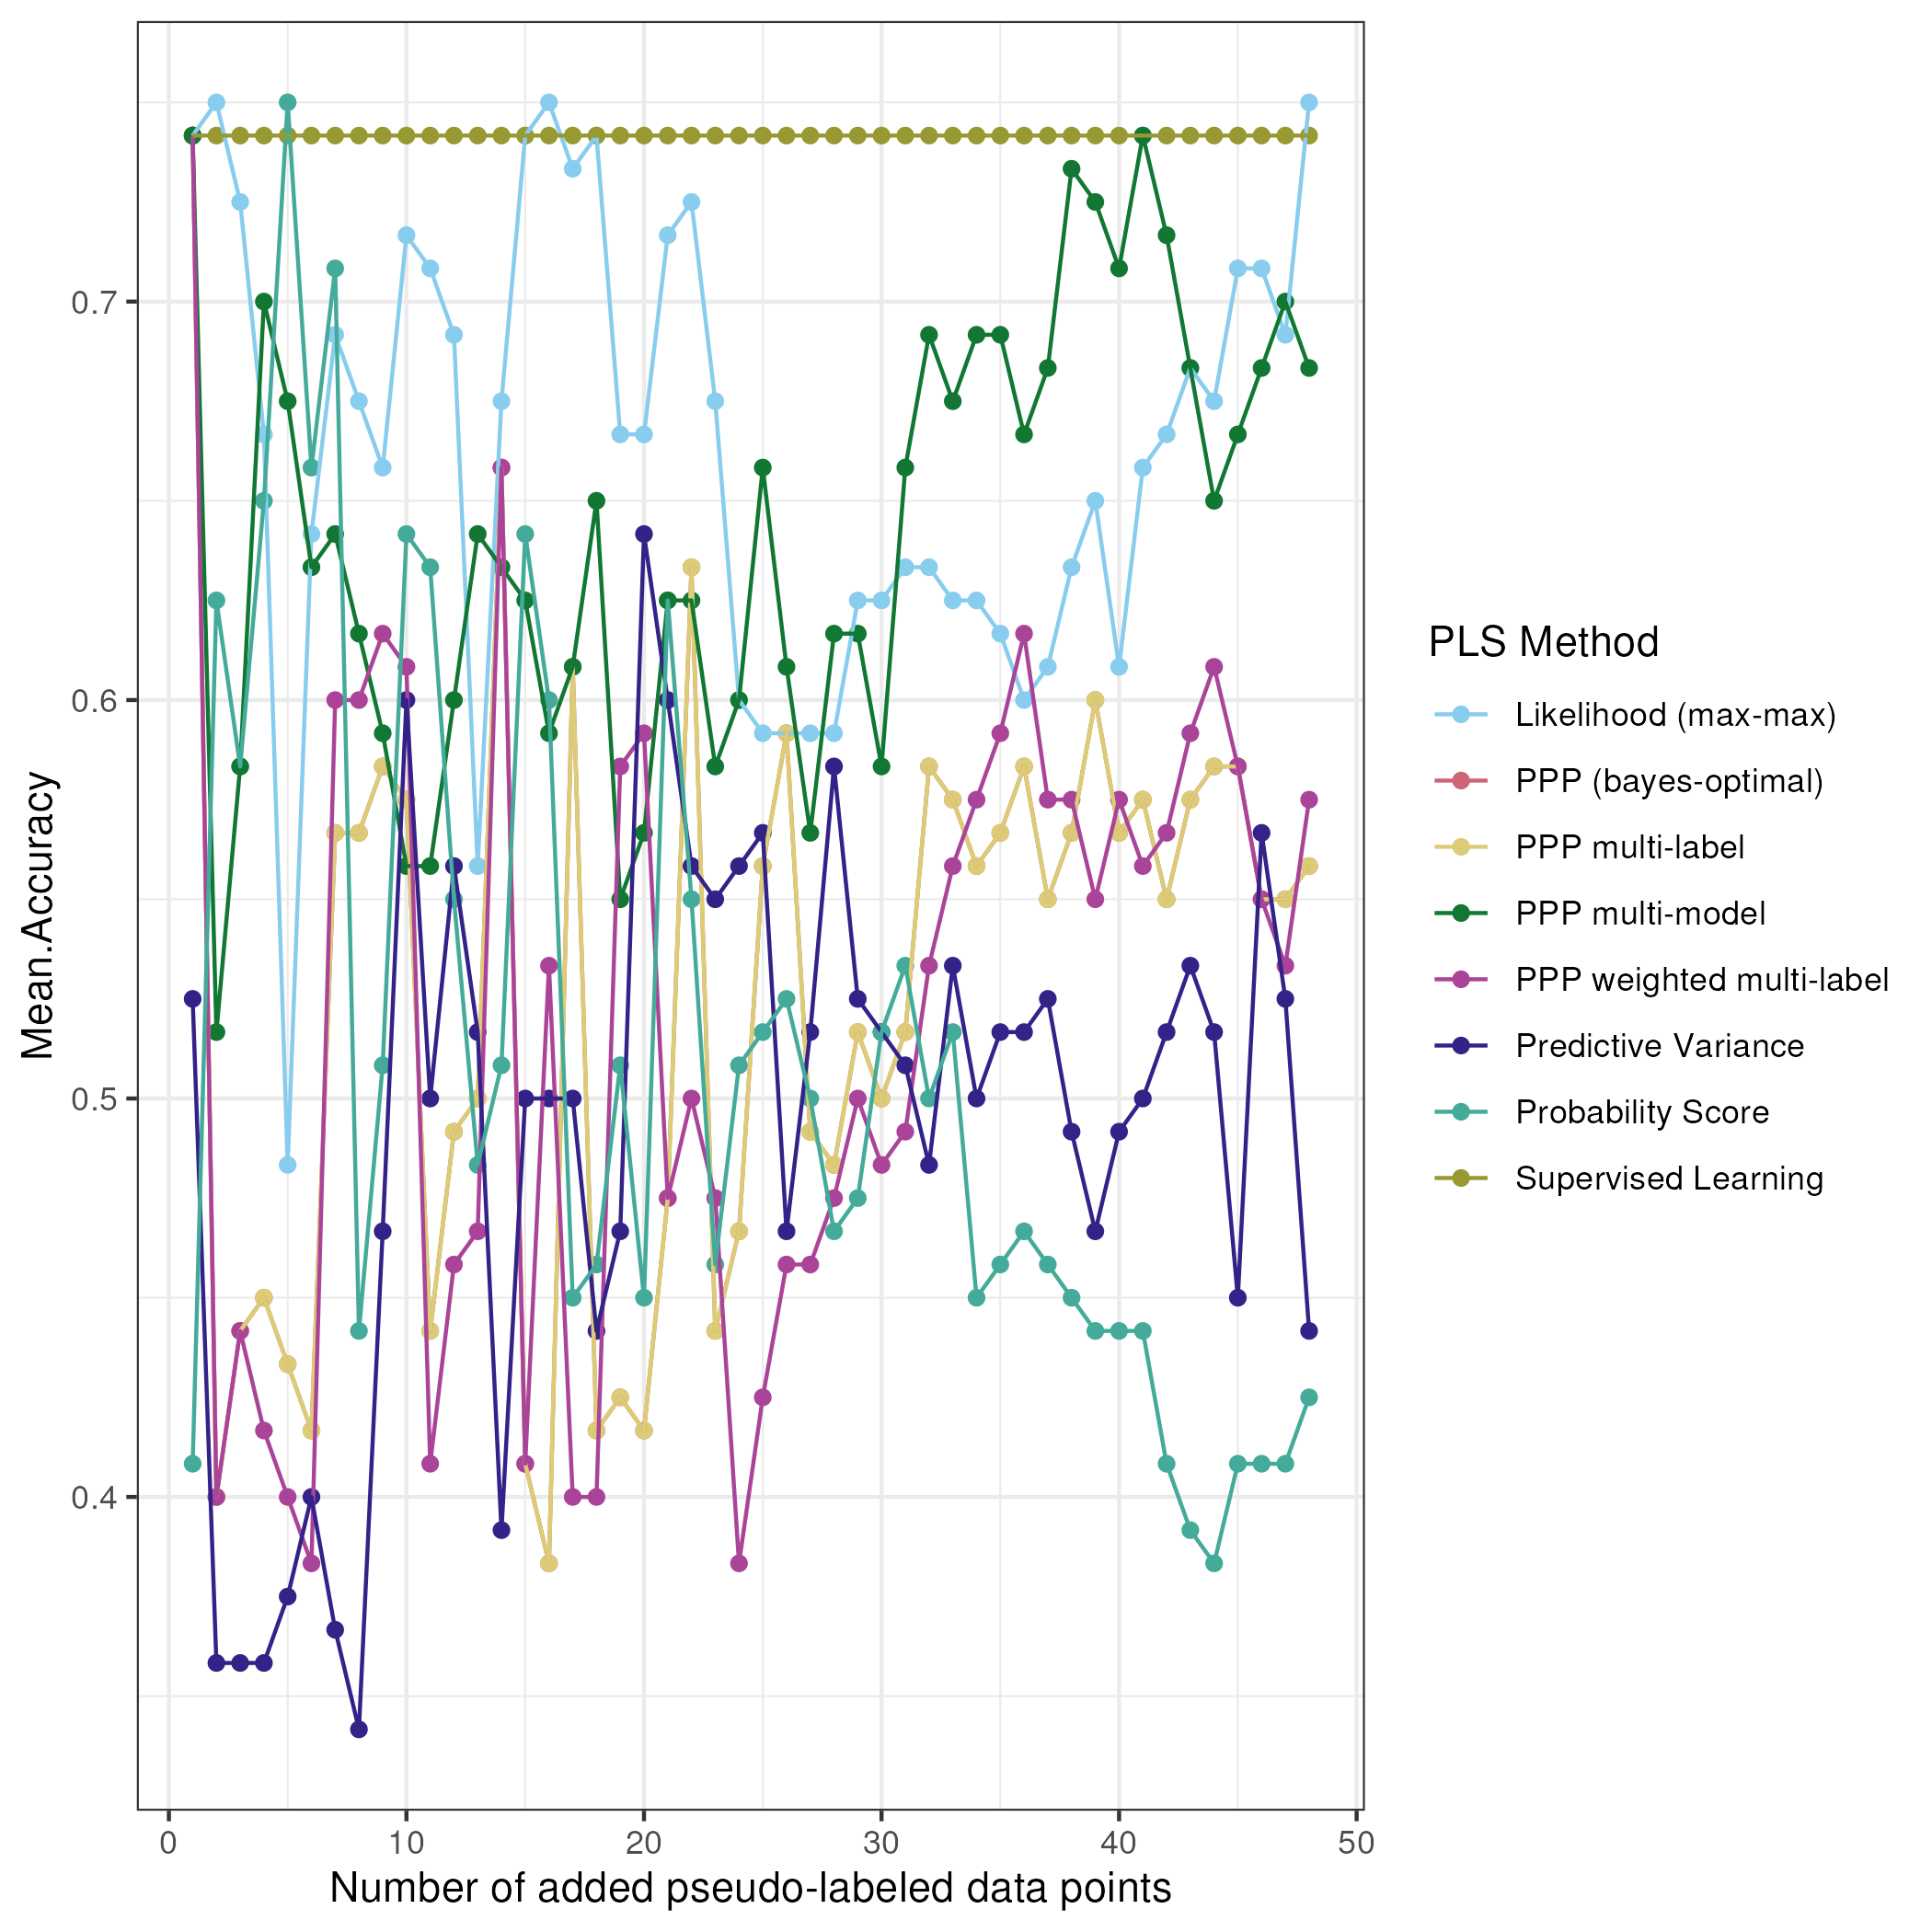 Mean.Accuracy
0.7
0.6
0.5
0.4
0 10 20 30 40 50
Number of added pseudo-labeled data points
PLS Method
Likelihood (max-max)
PPP (bayes-optimal)
PPP multi-label
PPP multi-model
PPP weighted multi-label
Predictive Variance
Probability Score
Supervised Learning